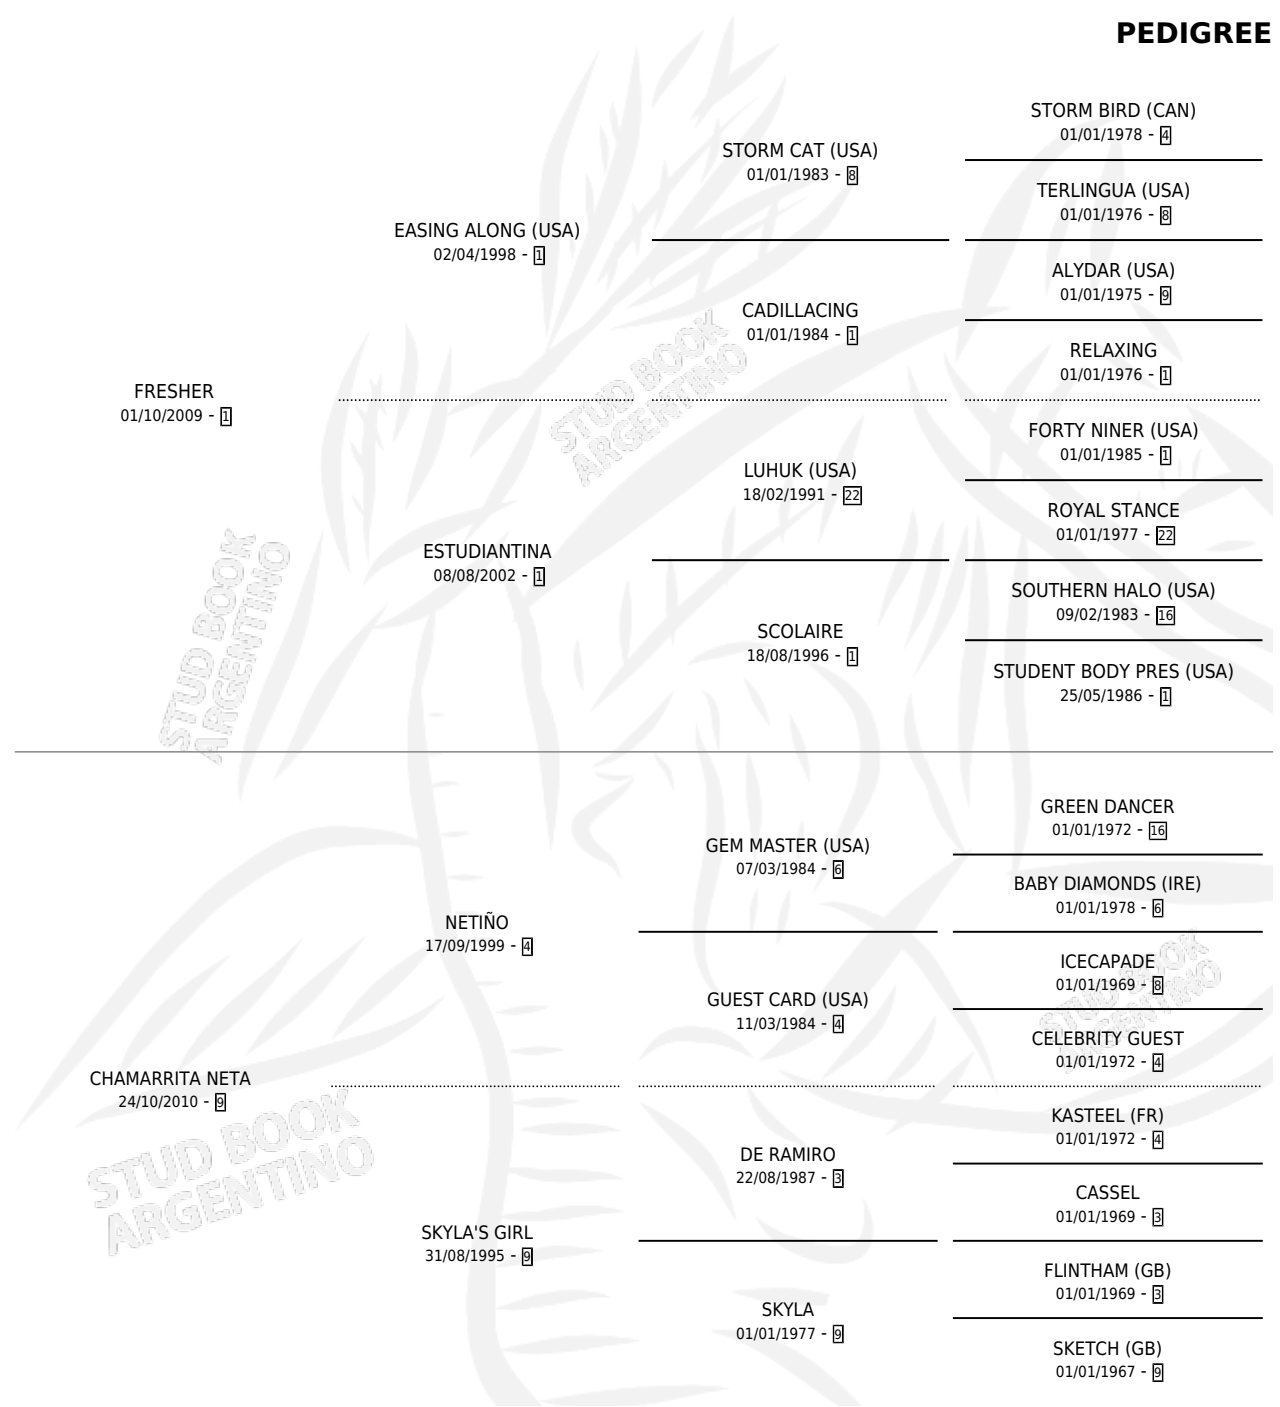 PEDIGREE
STORM BIRD (CAN)
01/01/1978 - 4
STORM CAT (USA)
01/01/1983 - 8
TERLINGUA (USA)
01/01/1976 - 8
EASING ALONG (USA)
02/04/1998 - 1
ALYDAR (USA)
01/01/1975 - 9
CADILLACING
01/01/1984 - 1
RELAXING
01/01/1976 - 1
FRESHER
01/10/2009 - 1
FORTY NINER (USA)
01/01/1985 - 1
LUHUK (USA)
18/02/1991 - 22
ROYAL STANCE
01/01/1977 - 22
ESTUDIANTINA
08/08/2002 - 1
SOUTHERN HALO (USA)
09/02/1983 - 16
SCOLAIRE
18/08/1996 - 1
STUDENT BODY PRES (USA)
25/05/1986 - 1
GREEN DANCER
01/01/1972 - 16
GEM MASTER (USA)
07/03/1984 - 6
BABY DIAMONDS (IRE)
01/01/1978 - 6
NETIÑO
17/09/1999 - 4
ICECAPADE
01/01/1969 - 8
GUEST CARD (USA)
11/03/1984 - 4
CELEBRITY GUEST
01/01/1972 - 4
CHAMARRITA NETA
24/10/2010 - 9
KASTEEL (FR)
01/01/1972 - 4
DE RAMIRO
22/08/1987 - 3
CASSEL
01/01/1969 - 3
SKYLA'S GIRL
31/08/1995 - 9
FLINTHAM (GB)
01/01/1969 - 3
SKYLA
01/01/1977 - 9
SKETCH (GB)
01/01/1967 - 9
STUD BOOK
ARGENTINO
STUD BOOK
ARGENTINO
STUD BOOK
ARGENTINO
STUD BOOK
ARGENTINO